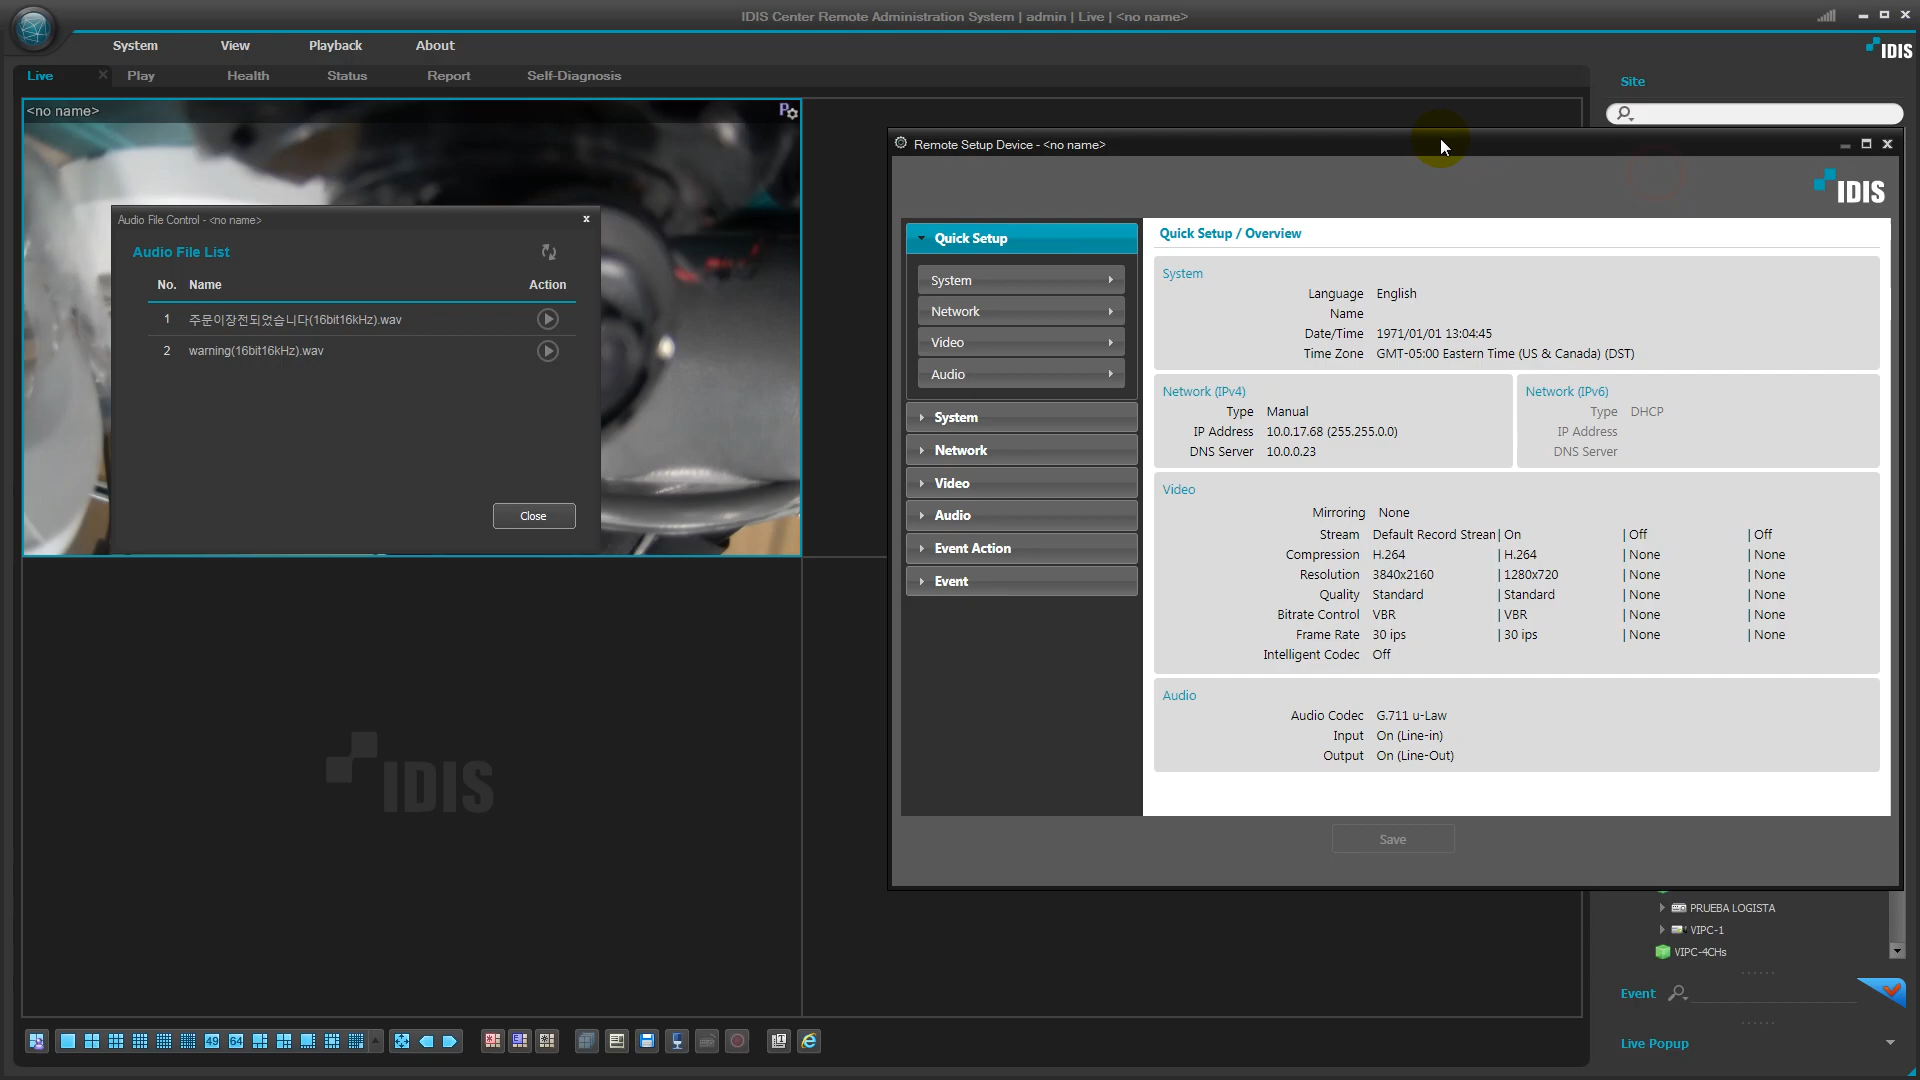 IDIS Center Remote Administration System | admin | Live | <no name>
System View Playback About
IDIS
Live Play Health Status Report Self-Diagnosis
Site
<no name>
Audio File Control - <no name> x
Audio File List
No. Name Action
1 주문이장전되었습니다(16bit16kHz).wav
2 warning(16bit16kHz).wav
Close
IDIS
Remote Setup Device - <no name>
IDIS
Quick Setup
System
Network
Video
Audio
System
Network
Video
Audio
Event Action
Event
Quick Setup / Overview
System
Language English
Name
Date/Time 1971/01/01 13:04:45
Time Zone GMT-05:00 Eastern Time (US & Canada) (DST)
Network (IPv4)
Type Manual
IP Address 10.0.17.68 (255.255.0.0)
DNS Server 10.0.0.23
Network (IPv6)
Type DHCP
IP Address
DNS Server
Video
Mirroring None
Stream Default Record Strean | On | Off | Off
Compression H.264 | H.264 | None | None
Resolution 3840x2160 | 1280x720 | None | None
Quality Standard | Standard | None | None
Bitrate Control VBR | VBR | None | None
Frame Rate 30 ips | 30 ips | None | None
Intelligent Codec Off
Audio
Audio Codec G.711 u-Law
Input On (Line-in)
Output On (Line-Out)
Save
PRUEBA LOGISTA
VIPC-1
VIPC-4CHs
Event
Live Popup
49 64